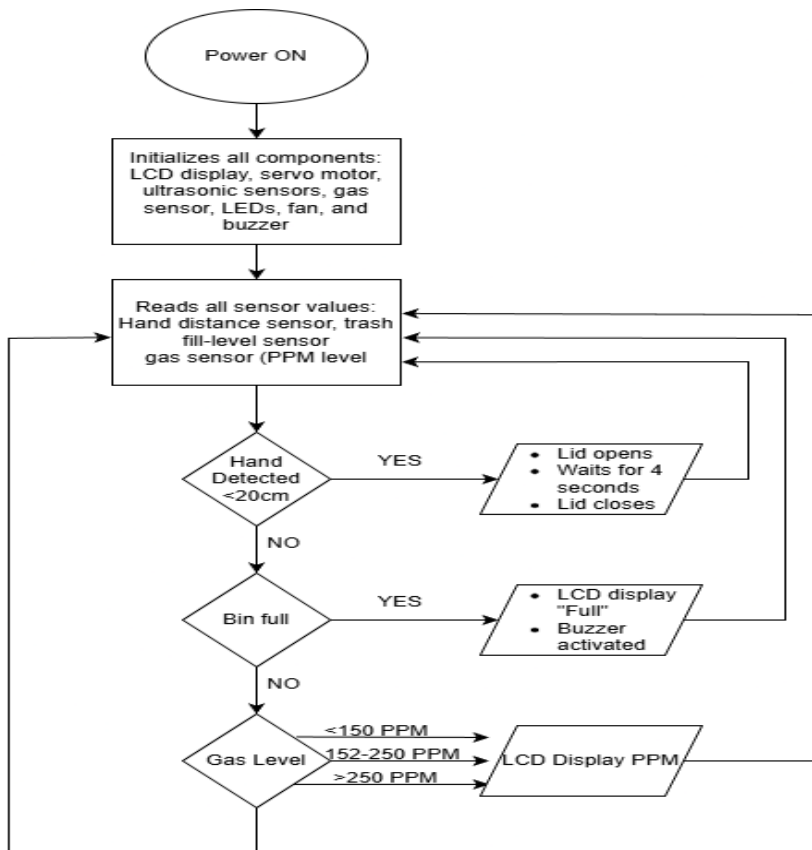 Power ON
Initializes all components:
LCD display, servo motor,
ultrasonic sensors, gas
sensor, LEDs, fan, and
buzzer
Reads all sensor values:
Hand distance sensor, trash
fill-level sensor
gas sensor (PPM level
Hand
Detected
<20cm
YES
• Lid opens
• Waits for 4
seconds
• Lid closes
NO
Bin full
YES
• LCD display
"Full"
• Buzzer
activated
NO
Gas Level
<150 PPM
152-250 PPM
>250 PPM
LCD Display PPM